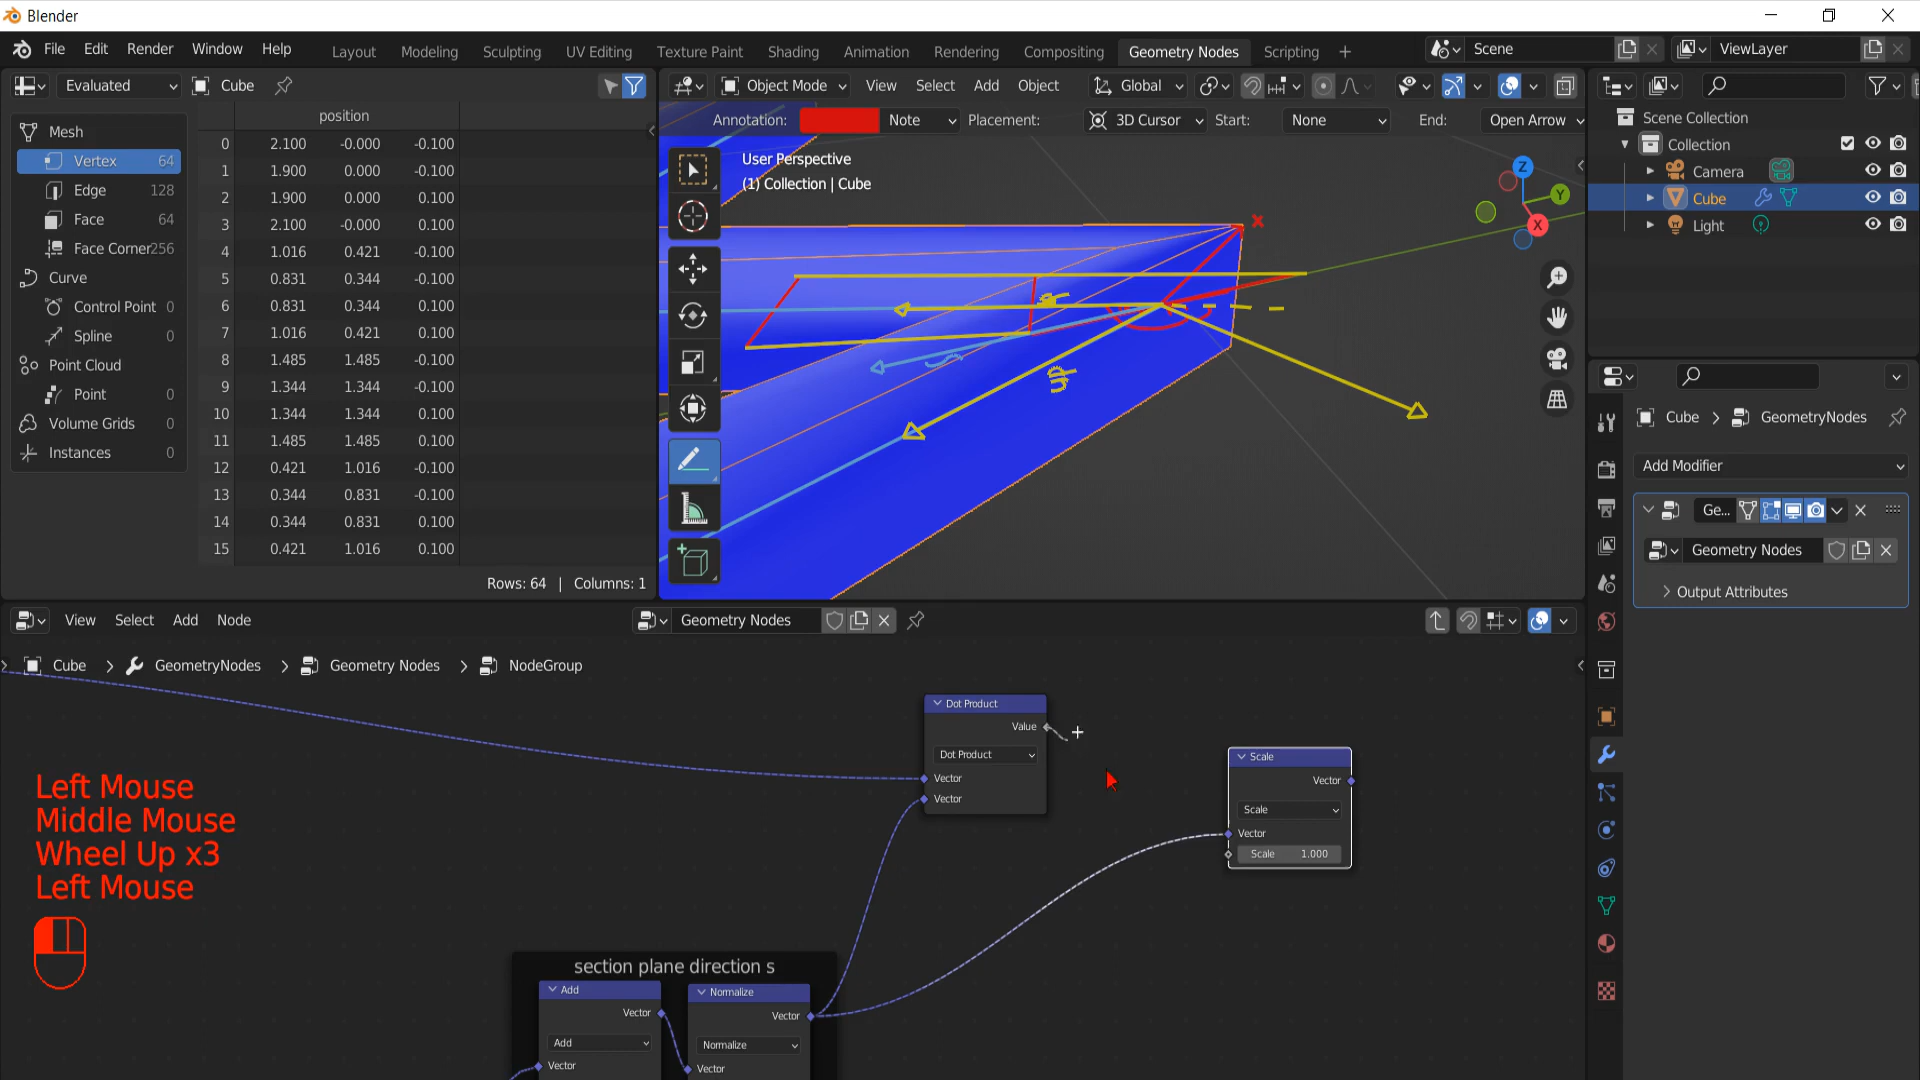 Blender
File Edit Render Window Help
Layout Modeling Sculpting UV Editing Texture Paint Shading Animation Rendering Compositing Geometry Nodes Scripting +
Scene
ViewLayer
Evaluated
Cube
Object Mode View Select Add Object
Global
Annotation: Note Placement: 3D Cursor Start: None End: Open Arrow
User Perspective
(1) Collection | Cube
Z
Y
X
Mesh
Vertex 64
Edge 128
Face 64
Face Corner 256
Curve
Control Point 0
Spline 0
Point Cloud
Point 0
Volume Grids 0
Instances 0
position
0 2.100 -0.000 -0.100
1 1.900 0.000 -0.100
2 1.900 0.000 0.100
3 2.100 -0.000 0.100
4 1.016 0.421 -0.100
5 0.831 0.344 -0.100
6 0.831 0.344 0.100
7 1.016 0.421 0.100
8 1.485 1.485 -0.100
9 1.344 1.344 -0.100
10 1.344 1.344 0.100
11 1.485 1.485 0.100
12 0.421 1.016 -0.100
13 0.344 0.831 -0.100
14 0.344 0.831 0.100
15 0.421 1.016 0.100
Rows: 64 | Columns: 1
Scene Collection
Collection
Camera
Cube
Light
Cube > GeometryNodes
Add Modifier
Ge...
Geometry Nodes
Output Attributes
View Select Add Node
Geometry Nodes
Cube > GeometryNodes > Geometry Nodes > NodeGroup
Dot Product
Value
Dot Product
Vector
Vector
Scale
Vector
Scale
Vector
Scale 1.000
Left Mouse
Middle Mouse
Wheel Up x3
Left Mouse
section plane direction s
Add
Vector
Add
Vector
Normalize
Vector
Normalize
Vector